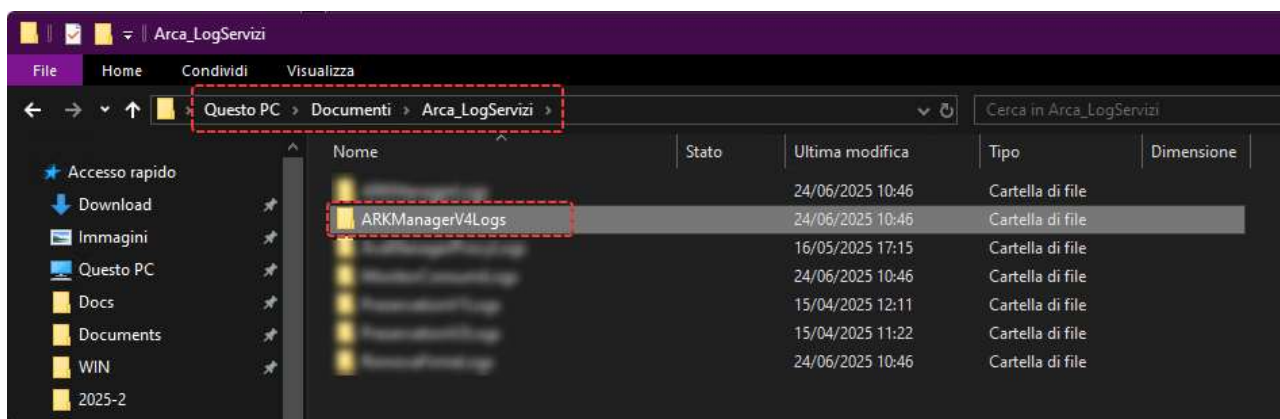 Arca_LogServizi
File Home Condividi Visualizza
Questo PC > Documenti > Arca_LogServizi > Cerca in Arca_LogServizi
Nome Stato Ultima modifica Tipo Dimensione
Accesso rapido
24/06/2025 10:46 Cartella di file
Download
ARKManagerV4Logs 24/06/2025 10:46 Cartella di file
Immagini
16/05/2025 17:15 Cartella di file
Questo PC
24/06/2025 10:46 Cartella di file
Docs
15/04/2025 12:11 Cartella di file
Documents
15/04/2025 11:22 Cartella di file
WIN
24/06/2025 10:46 Cartella di file
2025-2